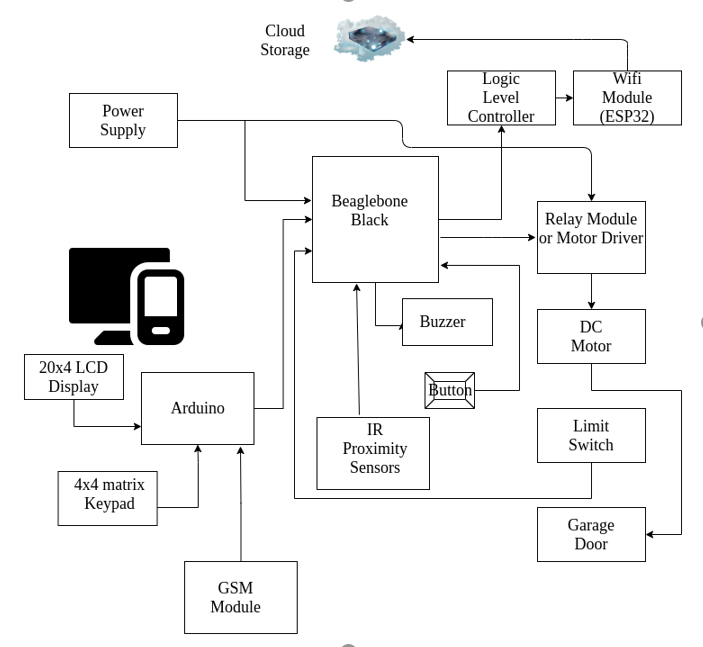 Cloud
Storage
Logic
Level
Controller
Wifi
Module
(ESP32)
Power
Supply
Beaglebone
Black
Relay Module
or Motor Driver
Buzzer
DC
Motor
20x4 LCD
Display
Arduino
Button
IR
Proximity
Sensors
Limit
Switch
4x4 matrix
Keypad
Garage
Door
GSM
Module